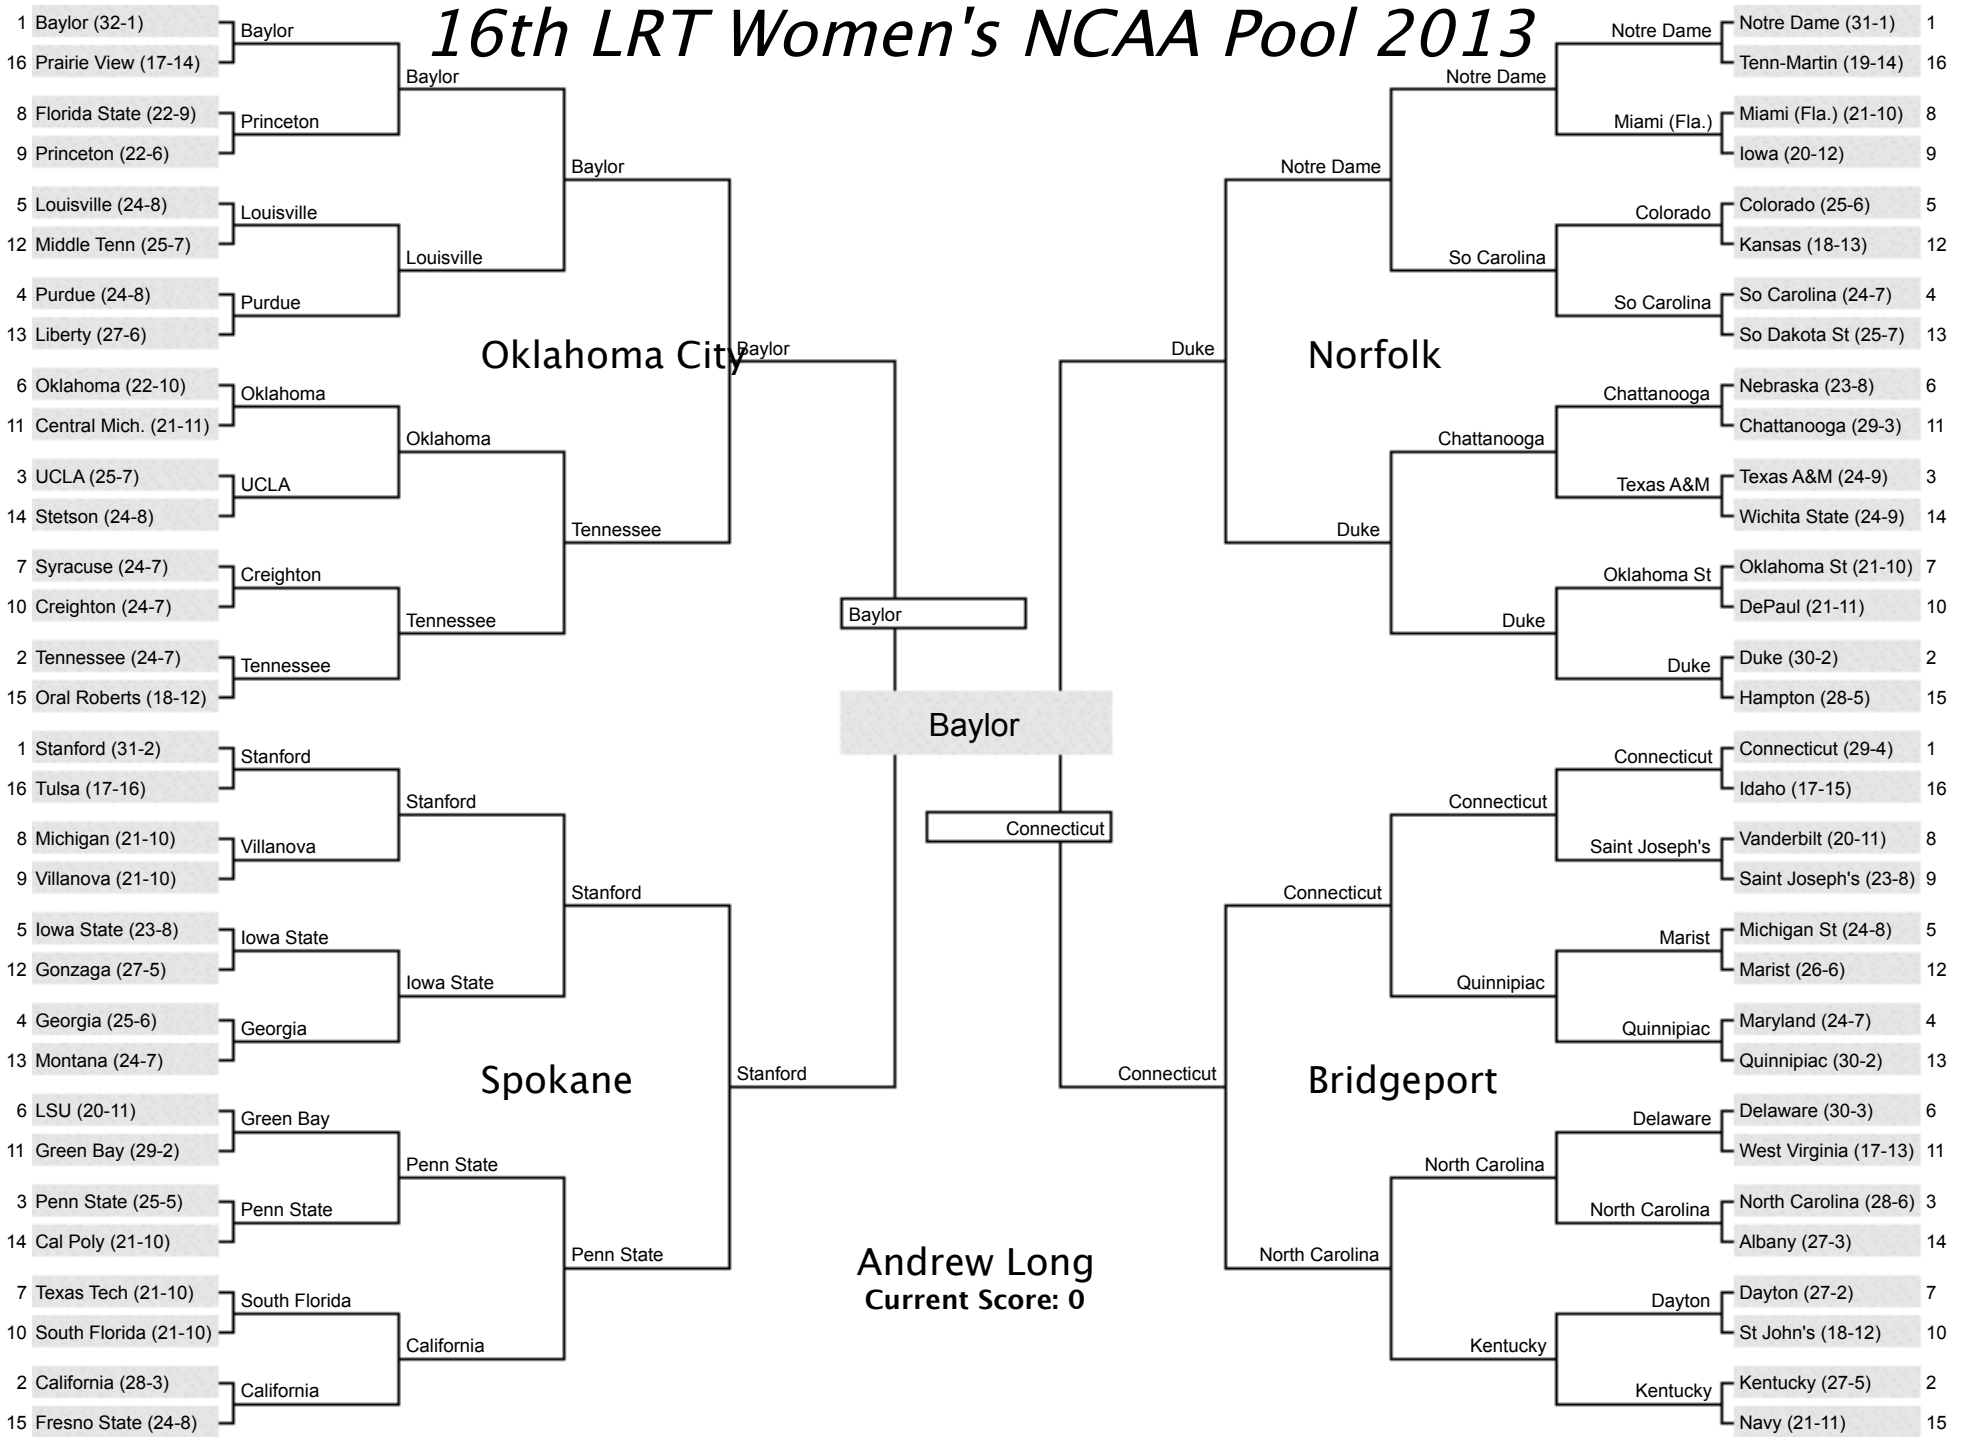 16th LRT Women's NCAA Pool 2013
1 Baylor (32-1)
16 Prairie View (17-14)
8 Florida State (22-9)
9 Princeton (22-6)
5 Louisville (24-8)
12 Middle Tenn (25-7)
4 Purdue (24-8)
13 Liberty (27-6)
6 Oklahoma (22-10)
11 Central Mich. (21-11)
3 UCLA (25-7)
14 Stetson (24-8)
7 Syracuse (24-7)
10 Creighton (24-7)
2 Tennessee (24-7)
15 Oral Roberts (18-12)
Baylor
Princeton
Louisville
Purdue
Oklahoma
UCLA
Creighton
Tennessee
Baylor
Louisville
Oklahoma
Tennessee
Baylor
Tennessee
Oklahoma City
Baylor
1 Stanford (31-2)
16 Tulsa (17-16)
8 Michigan (21-10)
9 Villanova (21-10)
5 Iowa State (23-8)
12 Gonzaga (27-5)
4 Georgia (25-6)
13 Montana (24-7)
6 LSU (20-11)
11 Green Bay (29-2)
3 Penn State (25-5)
14 Cal Poly (21-10)
7 Texas Tech (21-10)
10 South Florida (21-10)
2 California (28-3)
15 Fresno State (24-8)
Stanford
Villanova
Iowa State
Georgia
Green Bay
Penn State
South Florida
California
Stanford
Iowa State
Penn State
California
Stanford
Penn State
Spokane
Stanford
Baylor
Baylor
Connecticut
Andrew Long
Current Score: 0
Notre Dame (31-1) 1
Tenn-Martin (19-14) 16
Miami (Fla.) (21-10) 8
Iowa (20-12) 9
Colorado (25-6) 5
Kansas (18-13) 12
So Carolina (24-7) 4
So Dakota St (25-7) 13
Nebraska (23-8) 6
Chattanooga (29-3) 11
Texas A&M (24-9) 3
Wichita State (24-9) 14
Oklahoma St (21-10) 7
DePaul (21-11) 10
Duke (30-2) 2
Hampton (28-5) 15
Notre Dame
Miami (Fla.)
Colorado
So Carolina
Chattanooga
Texas A&M
Oklahoma St
Duke
Notre Dame
So Carolina
Chattanooga
Duke
Notre Dame
Duke
Norfolk
Duke
Connecticut (29-4) 1
Idaho (17-15) 16
Vanderbilt (20-11) 8
Saint Joseph's (23-8) 9
Michigan St (24-8) 5
Marist (26-6) 12
Maryland (24-7) 4
Quinnipiac (30-2) 13
Delaware (30-3) 6
West Virginia (17-13) 11
North Carolina (28-6) 3
Albany (27-3) 14
Dayton (27-2) 7
St John's (18-12) 10
Kentucky (27-5) 2
Navy (21-11) 15
Connecticut
Saint Joseph's
Marist
Quinnipiac
Delaware
North Carolina
Dayton
Kentucky
Connecticut
Quinnipiac
North Carolina
Kentucky
Connecticut
North Carolina
Bridgeport
Connecticut